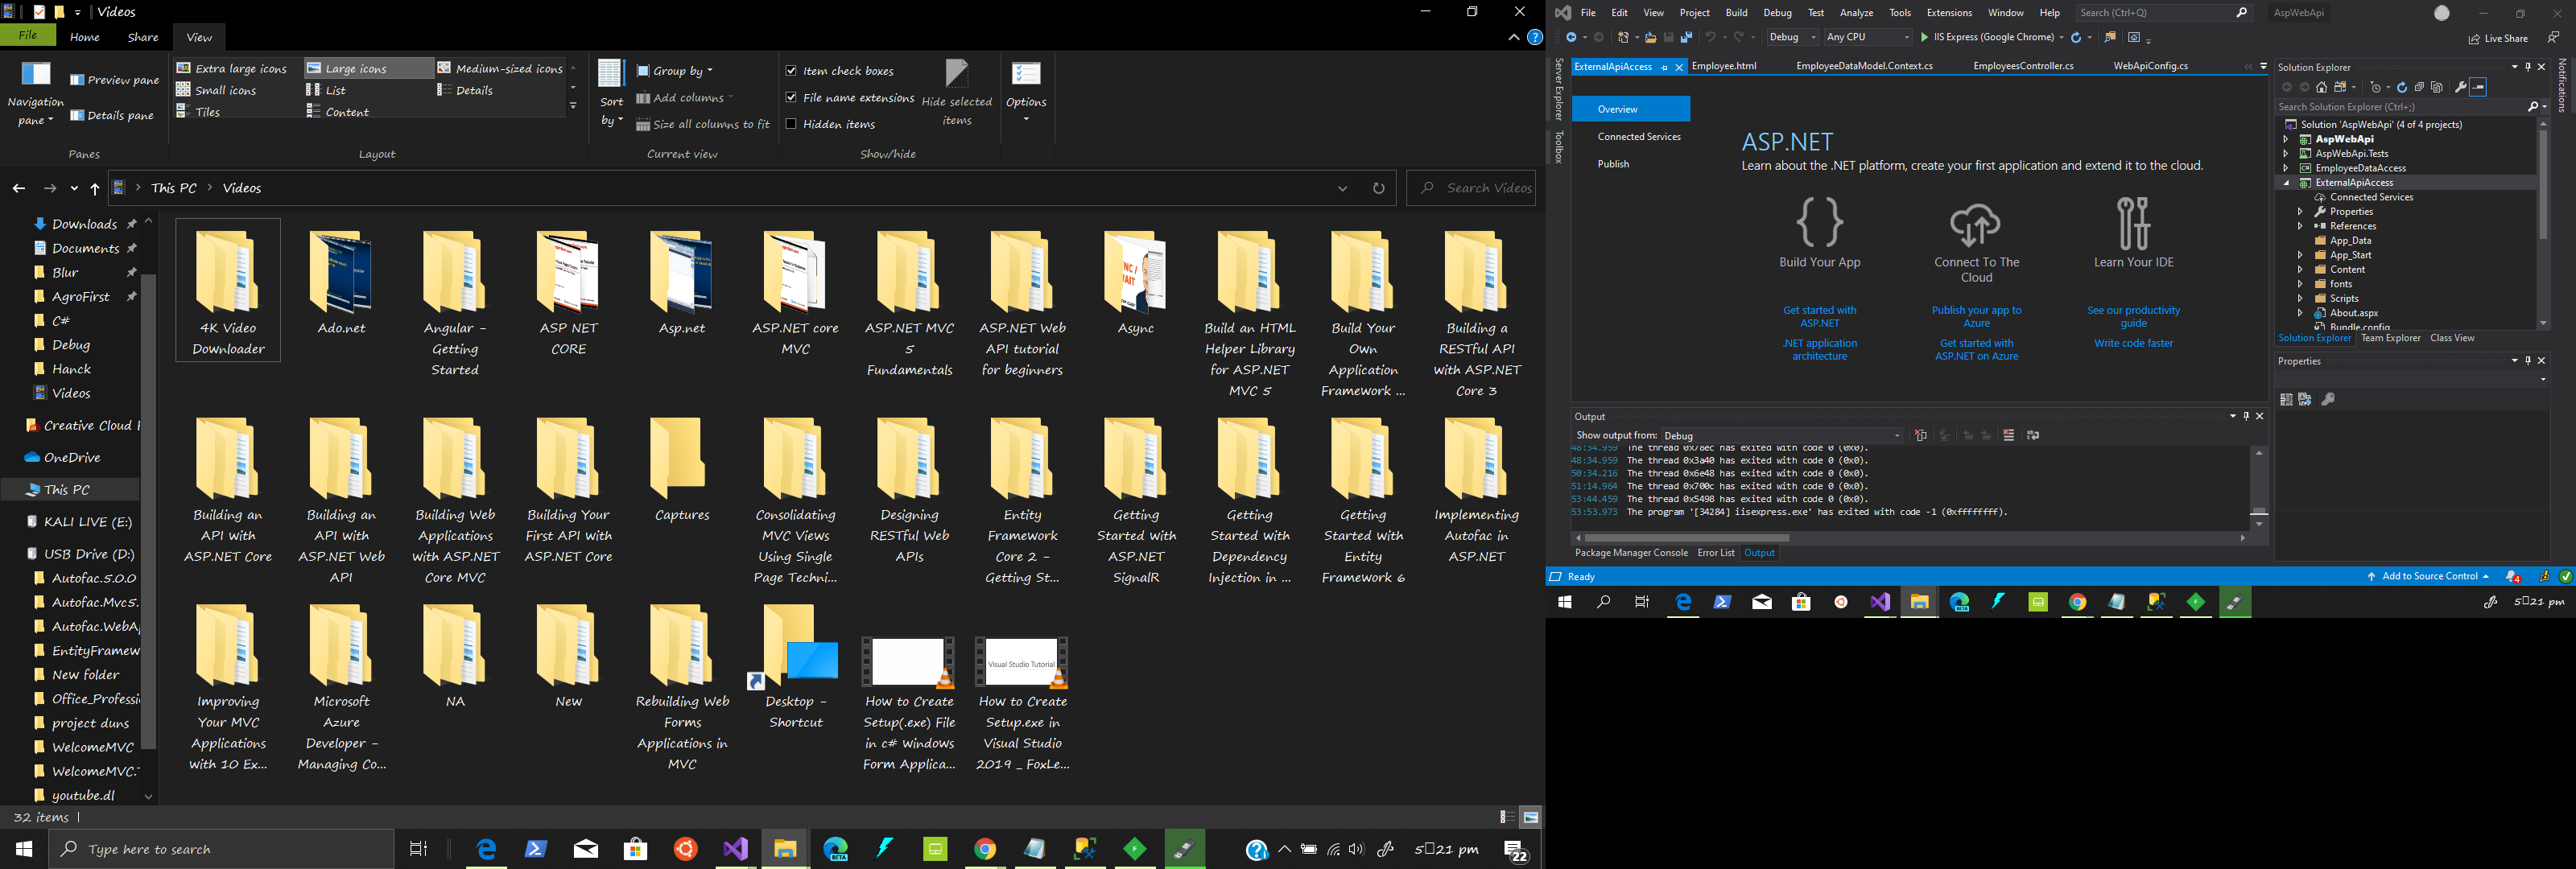 Videos
File
Home
Share
View
Navigation pane
Preview pane
Details pane
Panes
Extra large icons
Large icons
Medium-sized icons
Small icons
List
Details
Tiles
Content
Layout
Sort by
Group by
Add columns
Size all columns to fit
Current view
Item check boxes
File name extensions
Hidden items
Hide selected items
Show/hide
Options
This PC
Videos
Search Videos
Downloads
Documents
Blur
AgroFirst
C#
Debug
Hanck
Videos
Creative Cloud
OneDrive
This PC
KALI LIVE (E:)
USB Drive (D:)
Autofac.5.0.0
Autofac.Mvc5.
Autofac.WebAp
EntityFramew
New folder
Office_Professi
project duns
WelcomeMVC
WelcomeMVC.
youtube.dl
4K Video
Downloader
Ado.net
Angular -
Getting
Started
ASP NET
CORE
Asp.net
ASP.NET core
MVC
ASP.NET MVC
5
Fundamentals
ASP.NET Web
API tutorial
for beginners
Async
Build an HTML
Helper Library
for ASP.NET
MVC 5
Build Your
Own
Application
Framework ...
Building a
RESTful API
with ASP.NET
Core 3
Building an
API with
ASP.NET Core
Building an
API with
ASP.NET Web
API
Building Web
Applications
with ASP.NET
Core MVC
Building Your
First API with
ASP.NET Core
Captures
Consolidating
MVC Views
Using Single
Page Techni...
Designing
RESTful Web
APIs
Entity
Framework
Core 2 -
Getting St...
Getting
Started with
ASP.NET
SignalR
Getting
Started with
Dependency
Injection in ...
Getting
Started with
Entity
Framework 6
Implementing
Autofac in
ASP.NET
Improving
Your MVC
Applications
with 10 Ex...
Microsoft
Azure
Developer -
Managing Co...
NA
New
Rebuilding Web
Forms
Applications in
MVC
Desktop -
Shortcut
How to Create
Setup(.exe) File
in c# windows
Form Applica...
Visual Studio Tutorial
How to Create
Setup.exe in
Visual Studio
2019 _ FoxLe...
32 items
Type here to search
5□21 pm
22
File Edit View Project Build Debug Test Analyze Tools Extensions Window Help
Search (Ctrl+Q)
AspWebApi
Debug
Any CPU
IIS Express (Google Chrome)
Live Share
Server Explorer
Toolbox
ExternalApiAccess
Employee.html
EmployeeDataModel.Context.cs
EmployeesController.cs
WebApiConfig.cs
Overview
Connected Services
Publish
ASP.NET
Learn about the .NET platform, create your first application and extend it to the cloud.
Build Your App
Get started with
ASP.NET
.NET application
architecture
Connect To The
Cloud
Publish your app to
Azure
Get started with
ASP.NET on Azure
Learn Your IDE
See our productivity
guide
Write code faster
Output
Show output from: Debug
48:34.959 The thread 0x78ec has exited with code 0 (0x0).
48:34.959 The thread 0x3a40 has exited with code 0 (0x0).
50:34.216 The thread 0x6e48 has exited with code 0 (0x0).
51:14.964 The thread 0x700c has exited with code 0 (0x0).
53:44.459 The thread 0x5498 has exited with code 0 (0x0).
53:53.973 The program '[34284] iisexpress.exe' has exited with code -1 (0xffffffff).
Package Manager Console
Error List
Output
Solution Explorer
Search Solution Explorer (Ctrl+;)
Solution 'AspWebApi' (4 of 4 projects)
AspWebApi
AspWebApi.Tests
EmployeeDataAccess
ExternalApiAccess
Connected Services
Properties
References
App_Data
App_Start
Content
fonts
Scripts
About.aspx
Bundle.config
Solution Explorer
Team Explorer
Class View
Properties
Notifications
Ready
Add to Source Control
4
5□21 pm